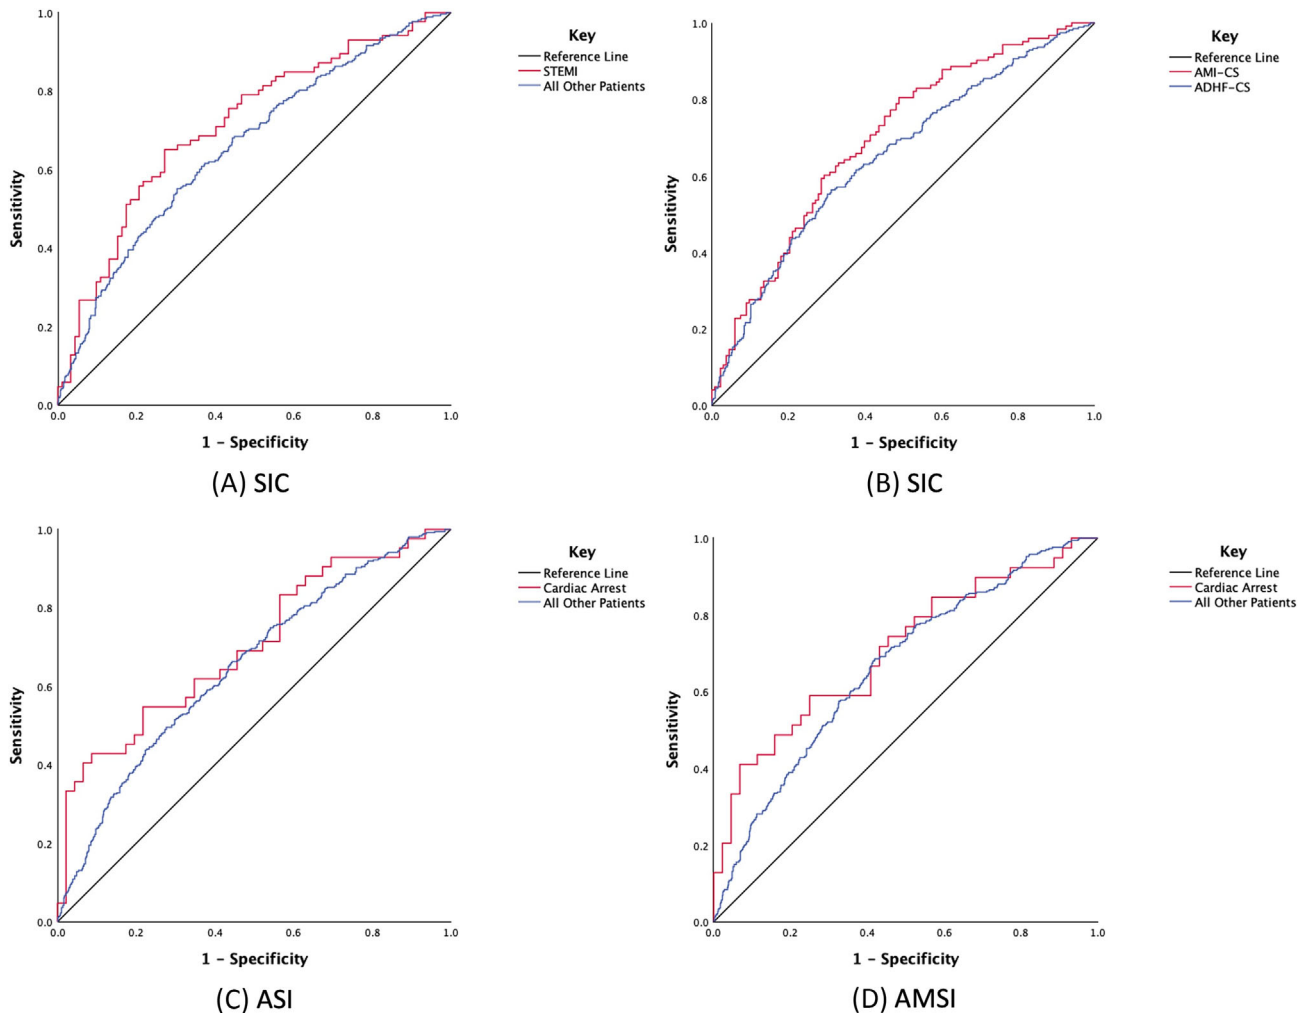 Key
Reference Line
STEMI
All Other Patients
Sensitivity
1.0
0.8
0.6
0.4
0.2
0.0
0.0 0.2 0.4 0.6 0.8 1.0
1 – Specificity
(A) SIC
Key
Reference Line
AMI-CS
ADHF-CS
Sensitivity
1.0
0.8
0.6
0.4
0.2
0.0
0.0 0.2 0.4 0.6 0.8 1.0
1 – Specificity
(B) SIC
Key
Reference Line
Cardiac Arrest
All Other Patients
Sensitivity
1.0
0.8
0.6
0.4
0.2
0.0
0.0 0.2 0.4 0.6 0.8 1.0
1 – Specificity
(C) ASI
Key
Reference Line
Cardiac Arrest
All Other Patients
Sensitivity
1.0
0.8
0.6
0.4
0.2
0.0
0.0 0.2 0.4 0.6 0.8 1.0
1 – Specificity
(D) AMSI